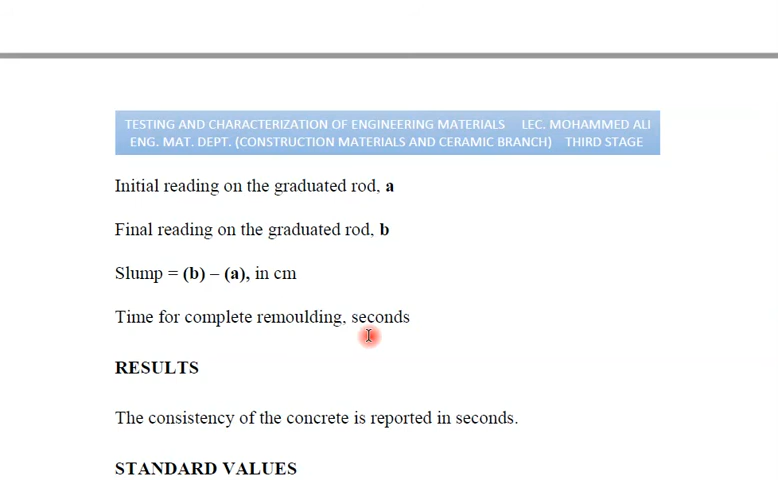 TESTING AND CHARACTERIZATION OF ENGINEERING MATERIALS LEC. MOHAMMED ALI
ENG. MAT. DEPT. (CONSTRUCTION MATERIALS AND CERAMIC BRANCH) THIRD STAGE
Initial reading on the graduated rod, a
Final reading on the graduated rod, b
Slump = (b) – (a), in cm
Time for complete remoulding, seconds
RESULTS
The consistency of the concrete is reported in seconds.
STANDARD VALUES